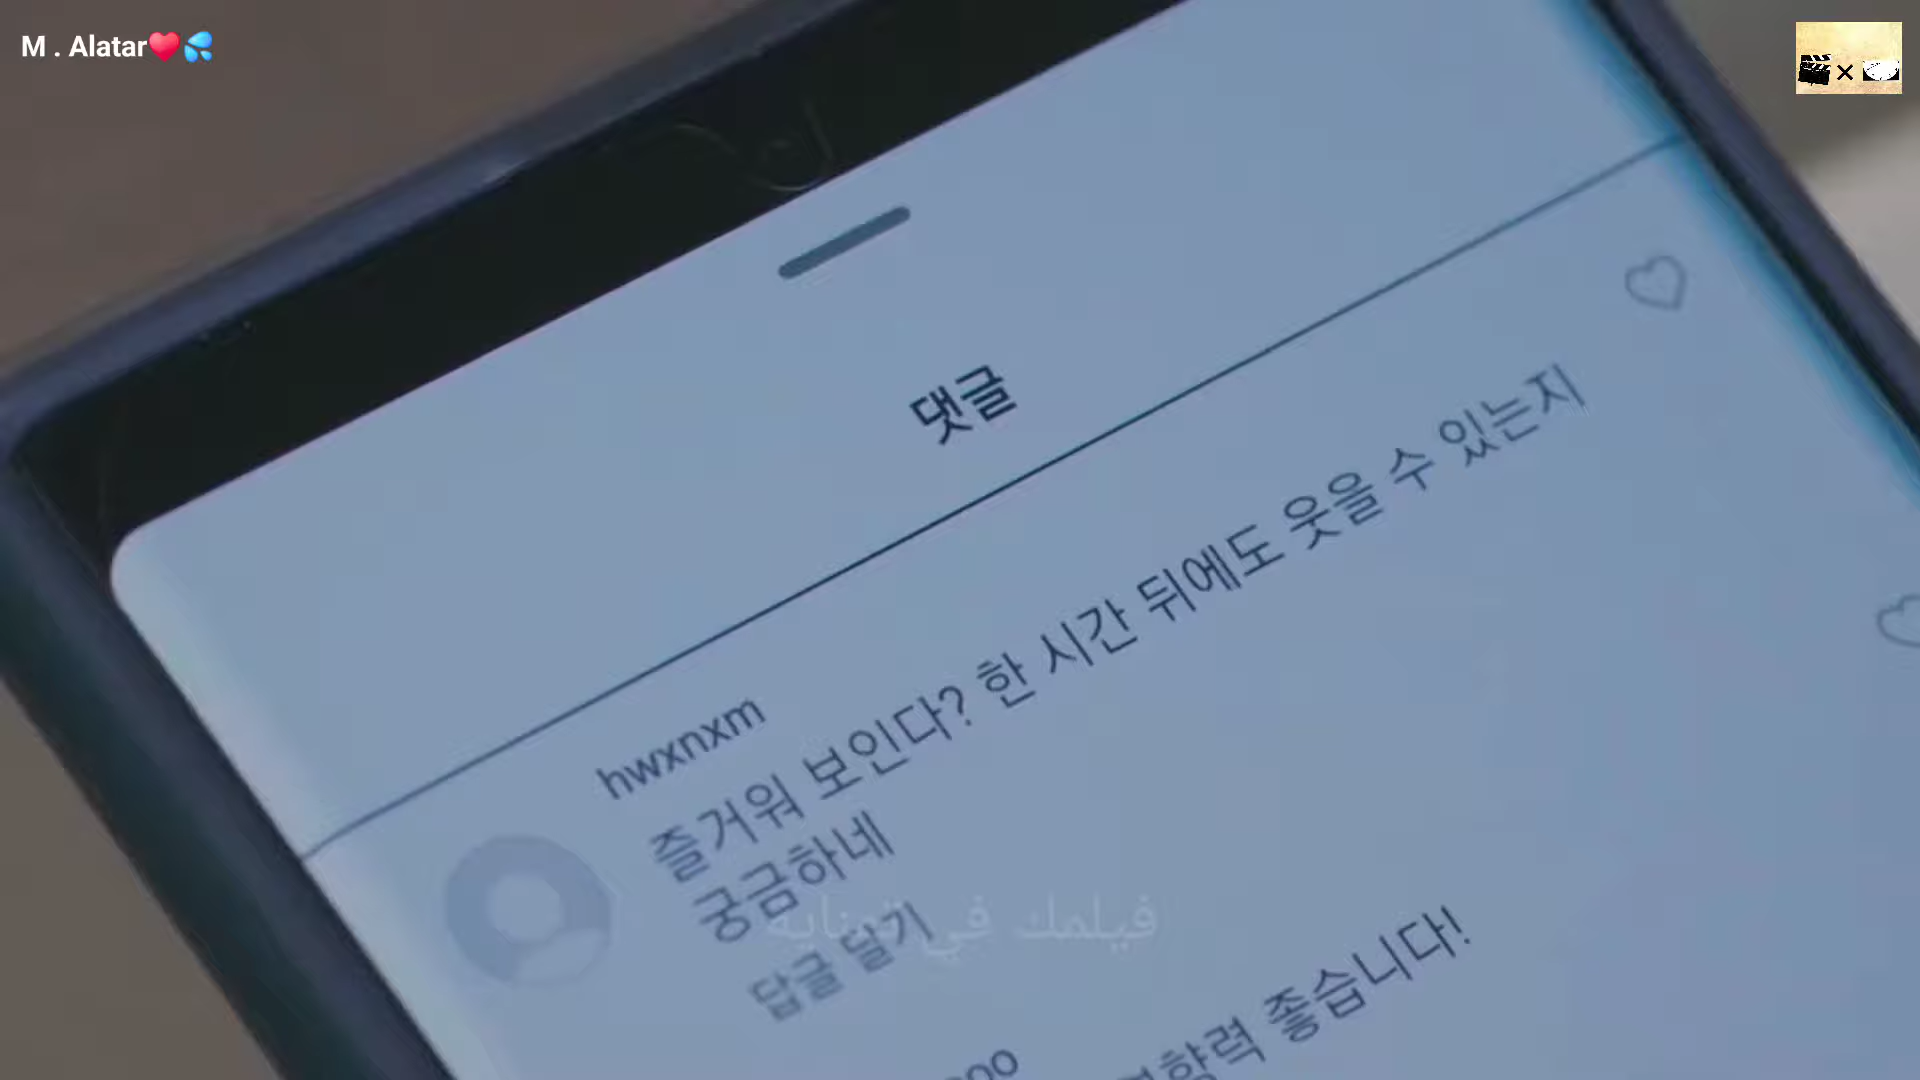 M . Alatar❤️💦
댓글
hwxnxm
즐거워 보인다? 한 시간 뒤에도 웃을 수 있는지
궁금하네
답글 달기
فيلمك في
좋습니다!